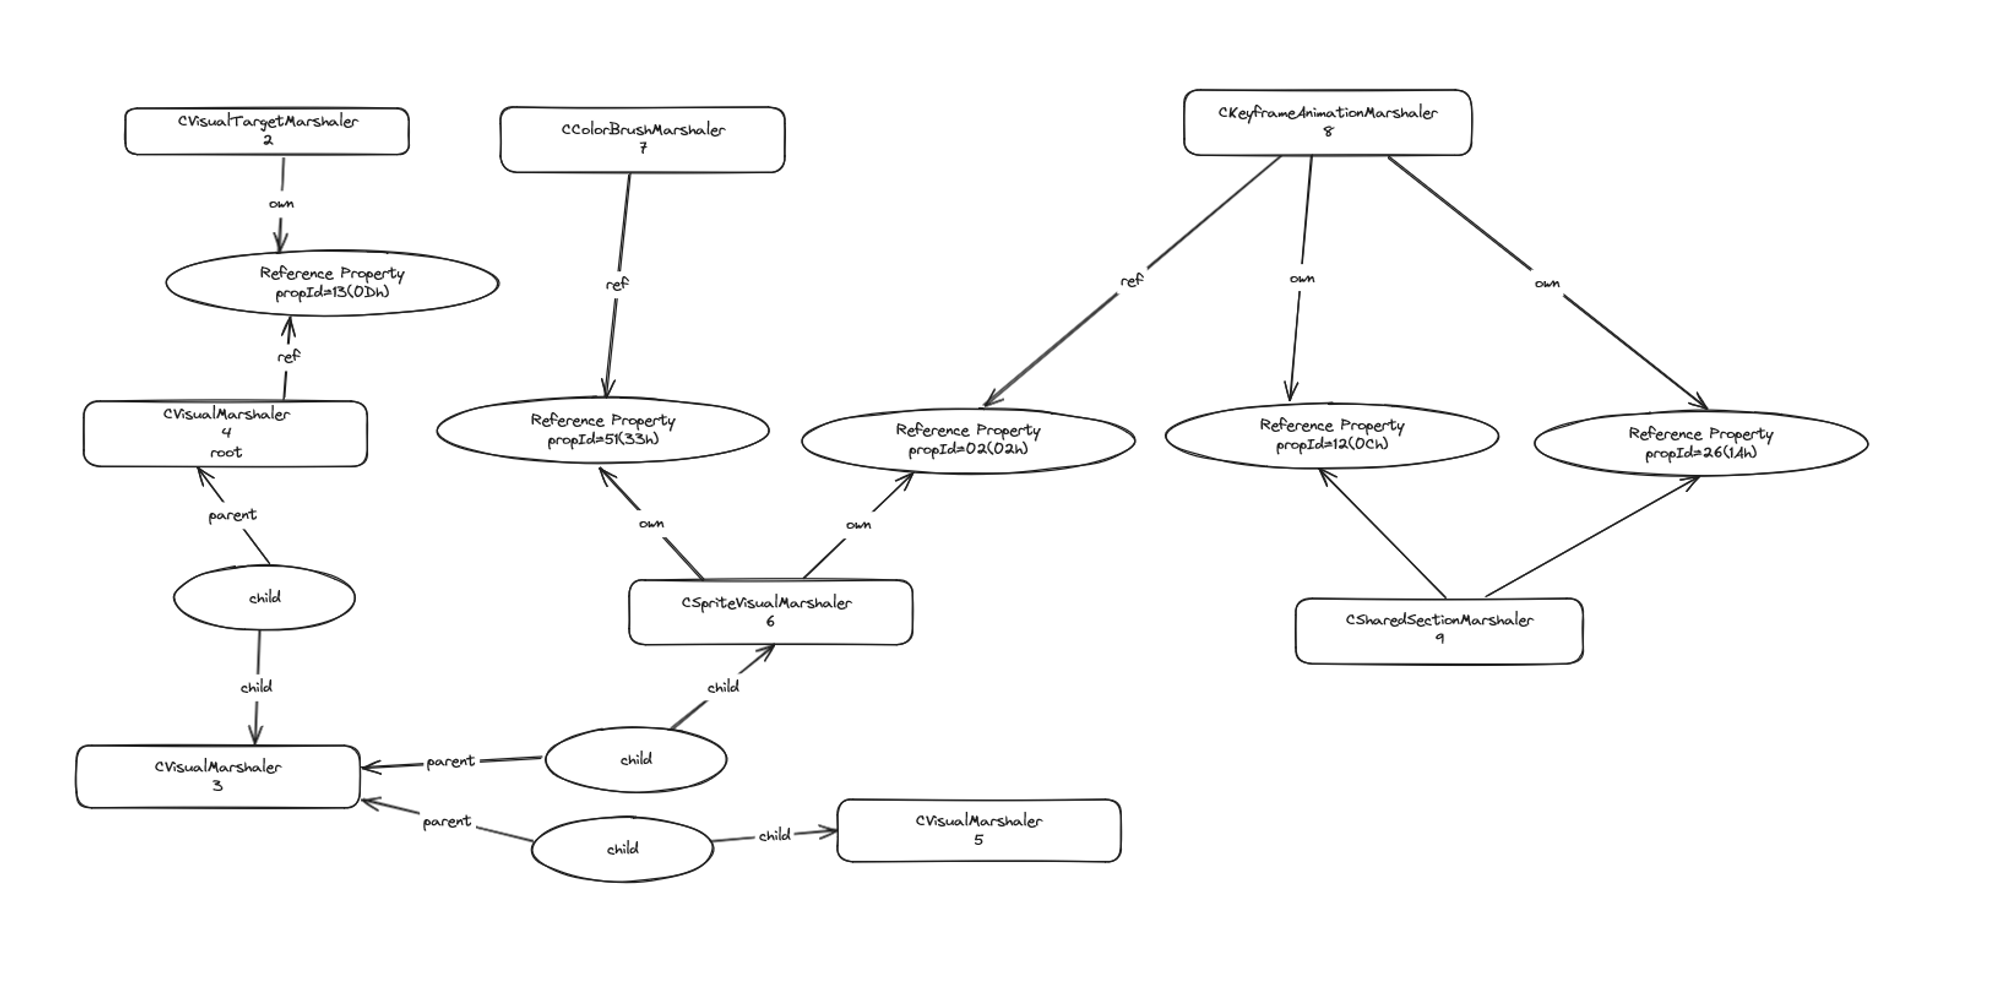 CVisualTargetMarshaler
2
CColorBrushMarshaler
7
CKeyframeAnimationMarshaler
8
own
Reference Property
propId=13(0Dh)
ref
ref
own
own
ref
CVisualMarshaler
4
root
Reference Property
propId=51(33h)
Reference Property
propId=02(02h)
Reference Property
propId=12(0Ch)
Reference Property
propId=26(1Ah)
parent
own
own
child
CSpriteVisualMarshaler
6
CSharedSectionMarshaler
9
child
child
CVisualMarshaler
3
parent
child
parent
child
child
CVisualMarshaler
5